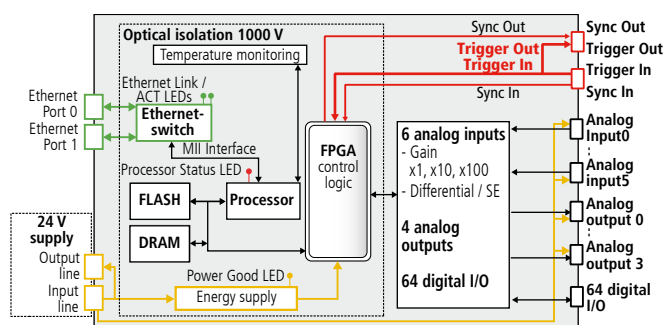 Optical isolation 1000 V
Temperature monitoring
Ethernet Link /
ACT LEDs
Ethernet
Port 0
Ethernet
Port 1
Ethernet-
switch
MII Interface
Processor Status LED
FLASH
Processor
DRAM
FPGA
control
logic
24 V
supply
Output
line
Input
line
Power Good LED
Energy supply
Sync Out
Trigger Out
Trigger In
Sync In
6 analog inputs
- Gain
x1, x10, x100
- Differential / SE
4 analog
outputs
64 digital I/O
Sync Out
Trigger Out
Trigger In
Sync In
Analog
Input0
Analog
input5
Analog
output 0
Analog
output 3
64 digital
I/O